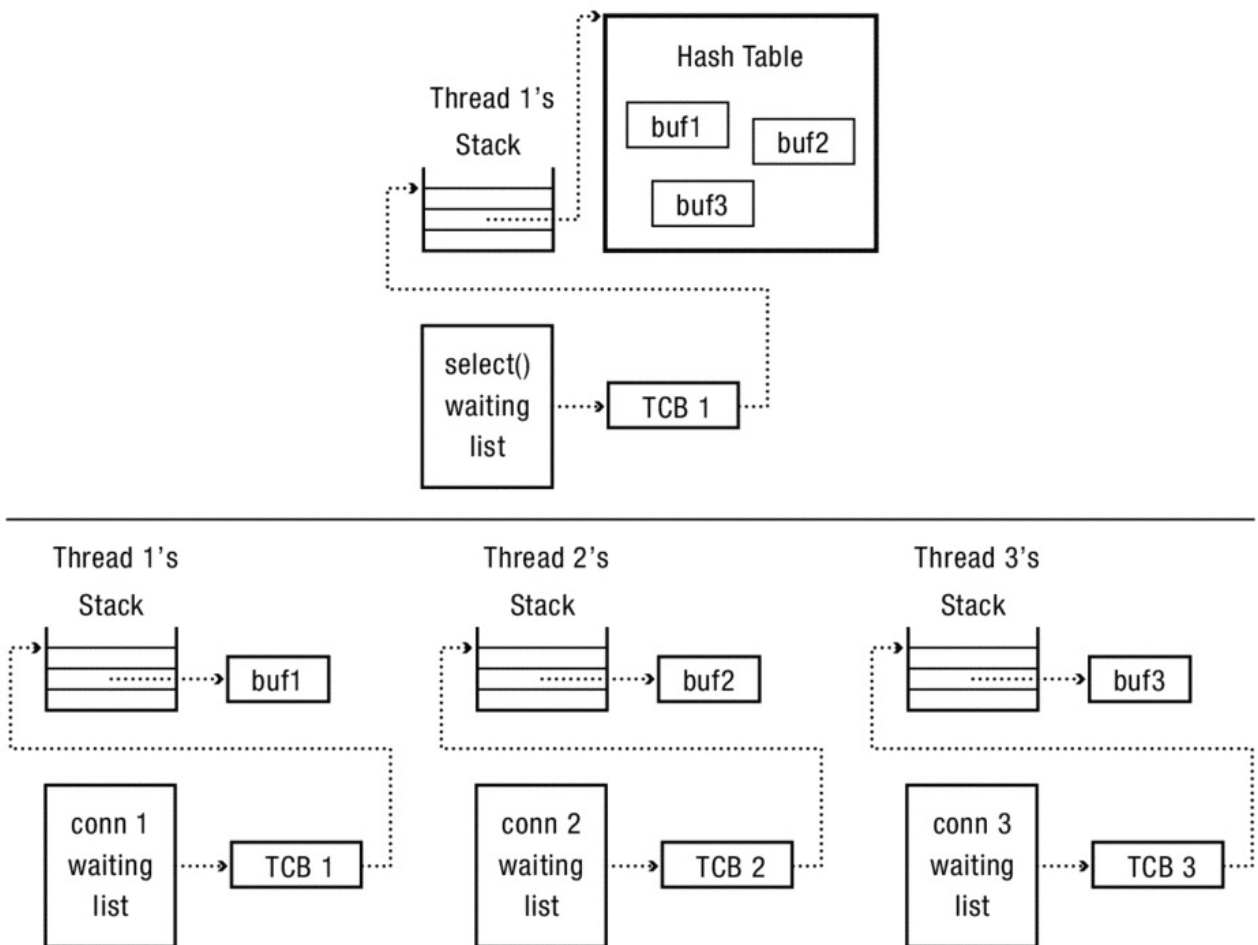 Hash Table
Thread 1's
Stack
buf1
buf2
buf3
select()
waiting
list
TCB 1
Thread 1's
Stack
buf1
conn 1
waiting
list
TCB 1
Thread 2's
Stack
buf2
conn 2
waiting
list
TCB 2
Thread 3's
Stack
buf3
conn 3
waiting
list
TCB 3